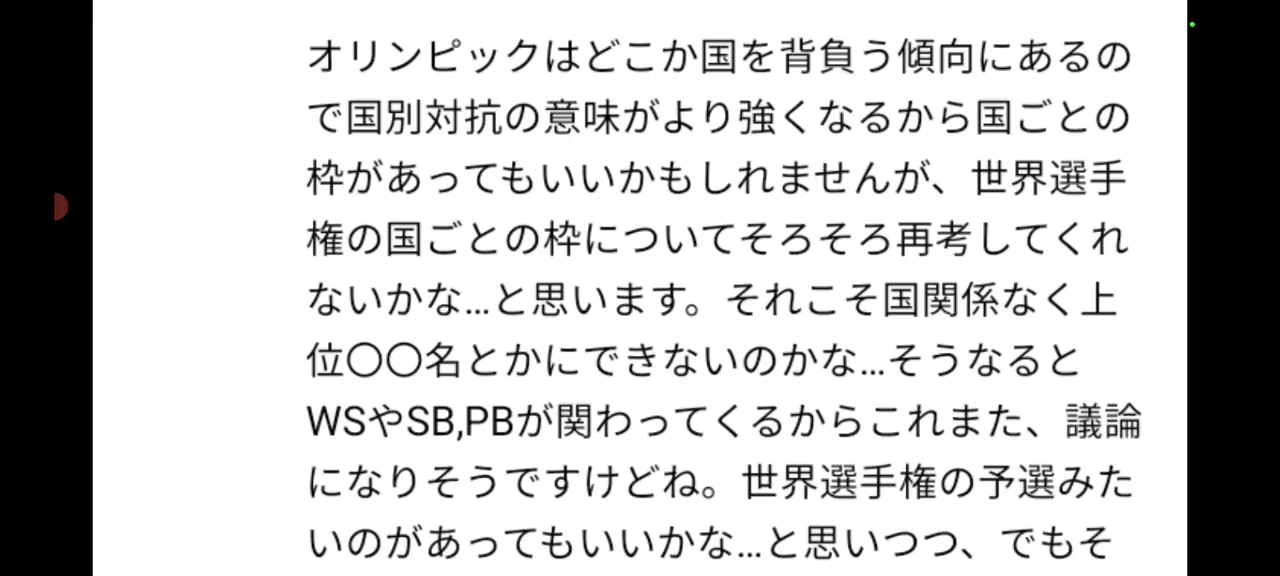 オリンピックはどこか国を背負う傾向にあるの
で国別対抗の意味がより強くなるから国ごとの
枠があってもいいかもしれませんが、世界選手
権の国ごとの枠についてそろそろ再考してくれ
ないかな...と思います。それこそ国関係なく上
位〇〇名とかにできないのかな...そうなると
WSやSB,PBが関わってくるからこれまた、議論
になりそうですけどね。世界選手権の予選みた
いのがあってもいいかな...と思いつつ、でもそ